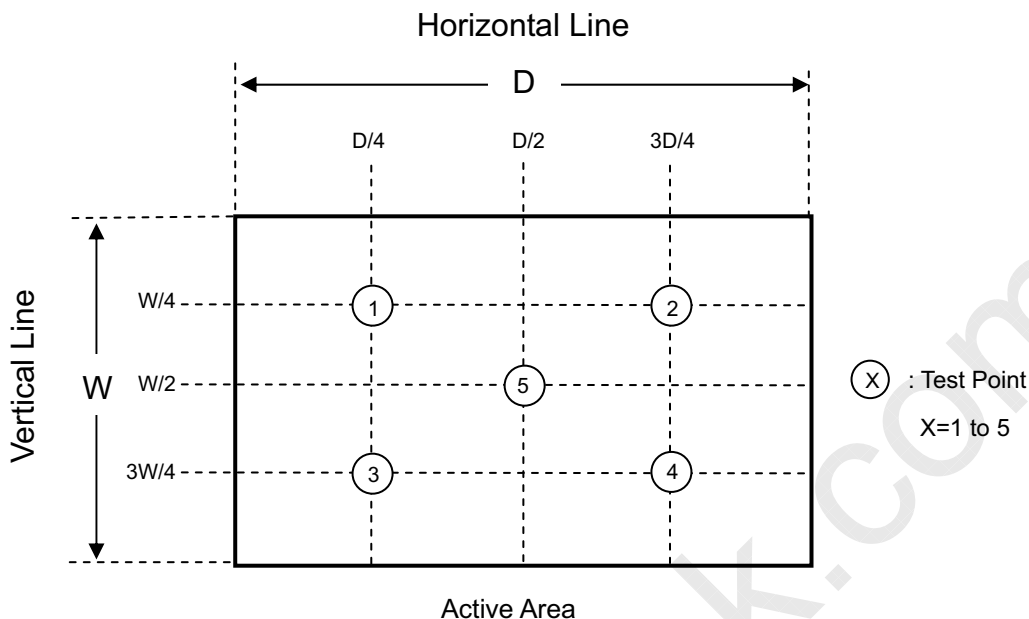 Horizontal Line
D
D/4 D/2 3D/4
Vertical Line
W
W/4
1 2
W/2
5
X : Test Point
X=1 to 5
3W/4
3 4
Active Area
k.com